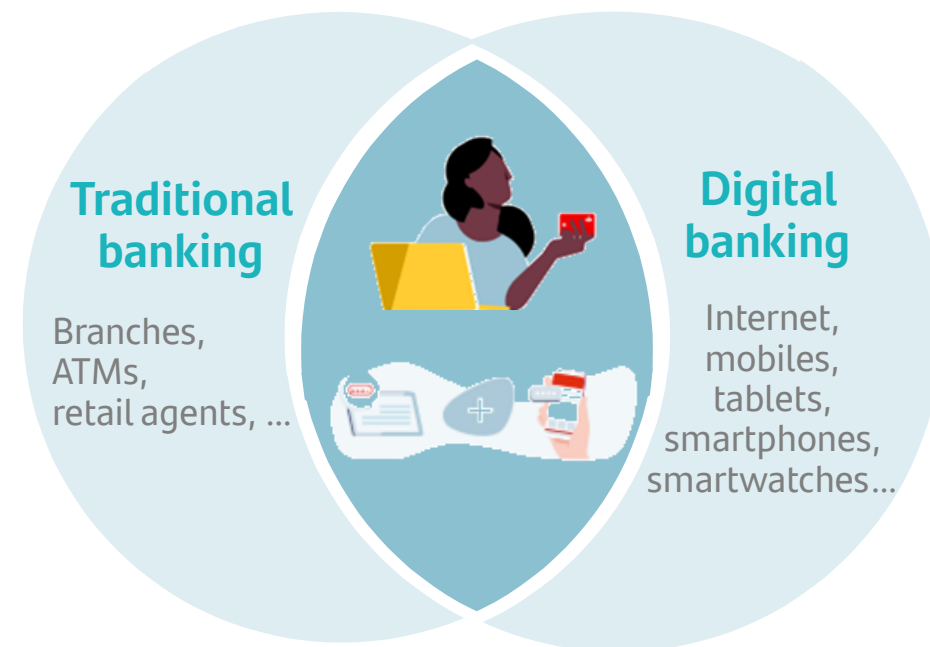 Traditional
banking
Branches,
ATMs,
retail agents, ...
Digital
banking
Internet,
mobiles,
tablets,
smartphones,
smartwatches...